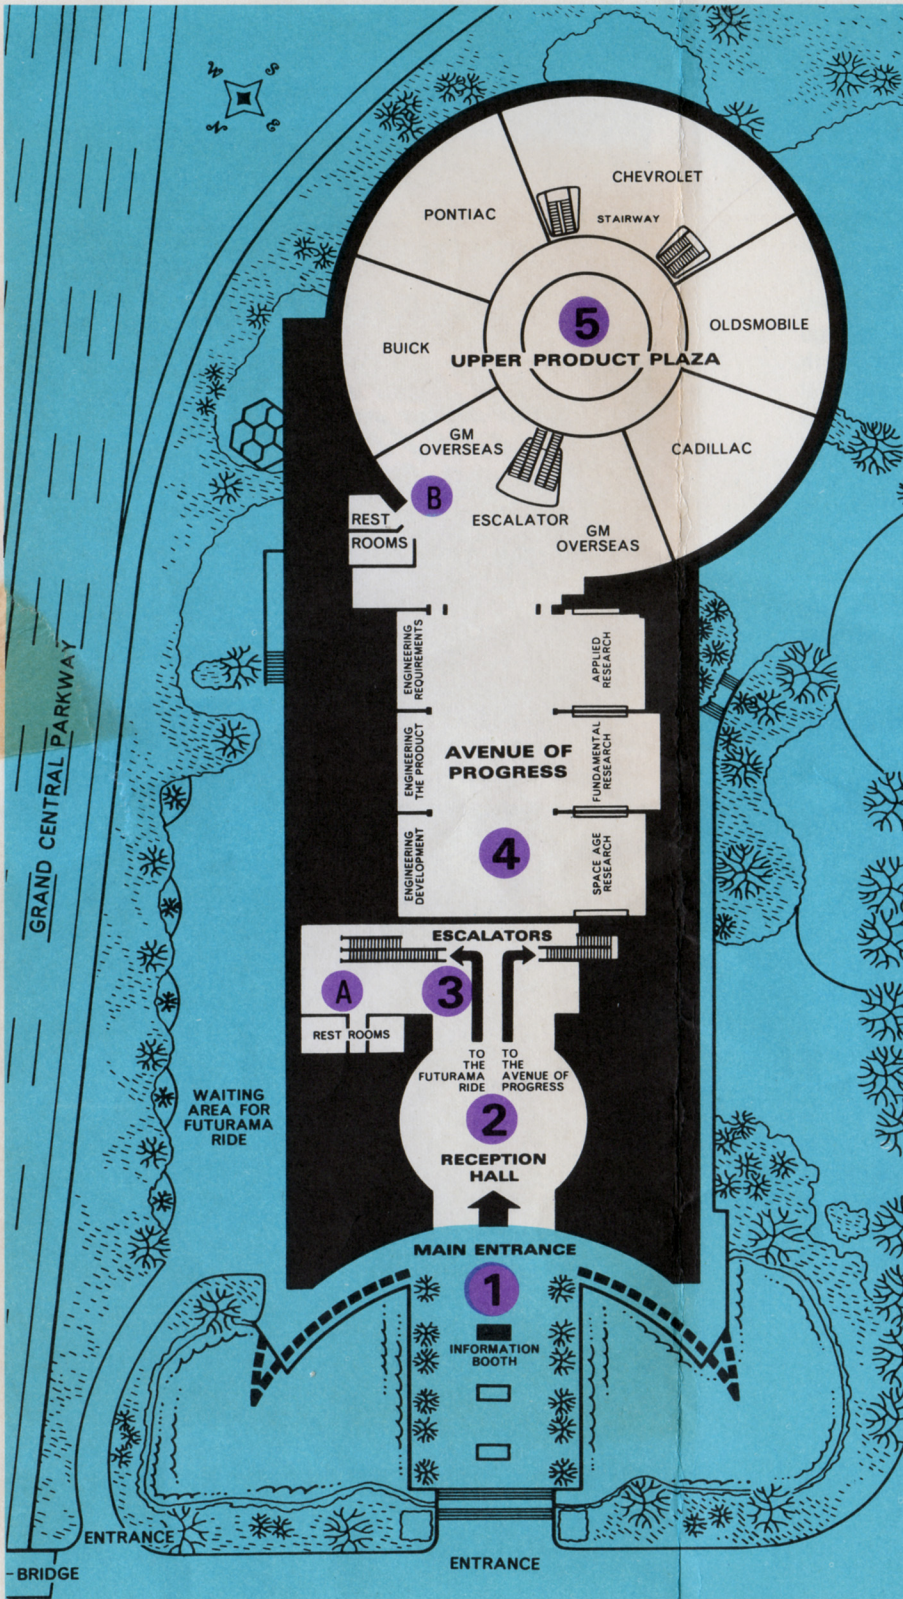 W
S
N
E
CHEVROLET
PONTIAC
STAIRWAY
5
OLDSMOBILE
BUICK
UPPER PRODUCT PLAZA
GM
OVERSEAS
CADILLAC
B
ESCALATOR
REST
ROOMS
GM
OVERSEAS
ENGINEERING
REQUIREMENTS
APPLIED
RESEARCH
GRAND CENTRAL PARKWAY
AVENUE OF
PROGRESS
ENGINEERING
THE PRODUCT
FUNDAMENTAL
RESEARCH
4
ENGINEERING
DEVELOPMENT
SPACE AGE
RESEARCH
ESCALATORS
A
3
REST ROOMS
TO
THE
FUTURAMA
RIDE
TO
THE
AVENUE OF
PROGRESS
WAITING
AREA FOR
FUTURAMA
RIDE
2
RECEPTION
HALL
MAIN ENTRANCE
1
INFORMATION
BOOTH
ENTRANCE
ENTRANCE
-BRIDGE